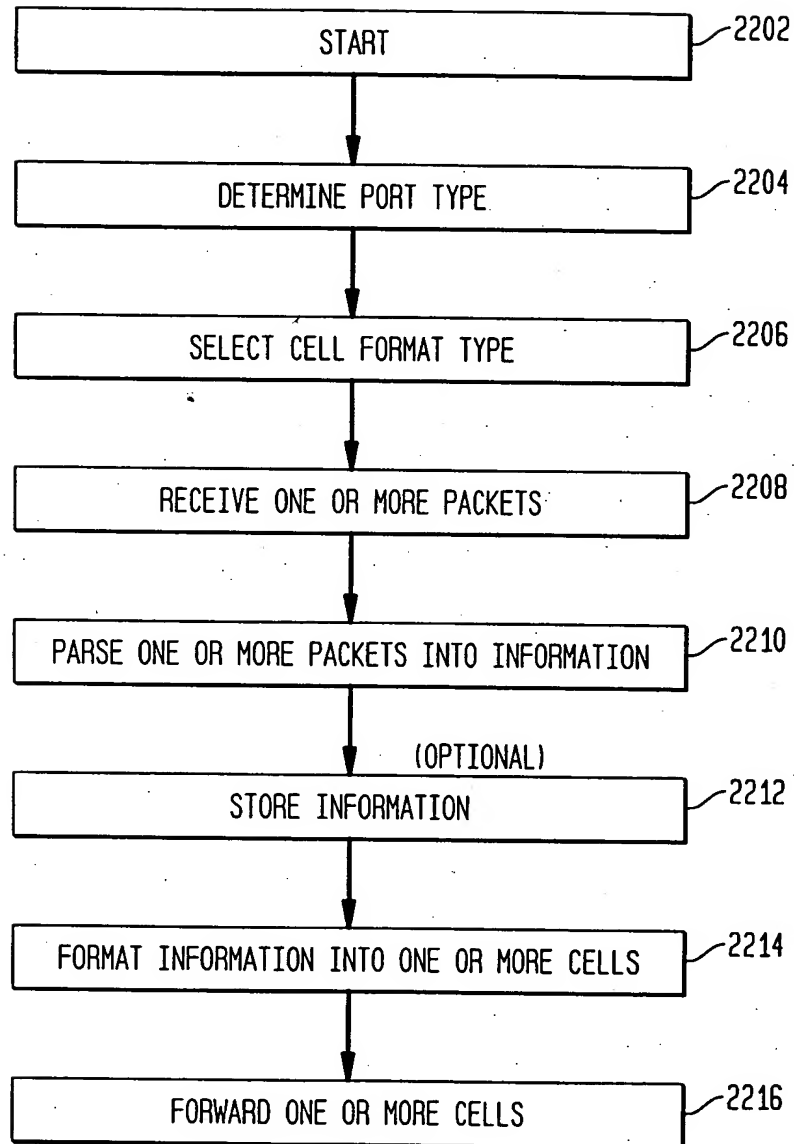 START 2202
DETERMINE PORT TYPE 2204
SELECT CELL FORMAT TYPE 2206
RECEIVE ONE OR MORE PACKETS 2208
PARSE ONE OR MORE PACKETS INTO INFORMATION 2210
(OPTIONAL)
STORE INFORMATION 2212
FORMAT INFORMATION INTO ONE OR MORE CELLS 2214
FORWARD ONE OR MORE CELLS 2216